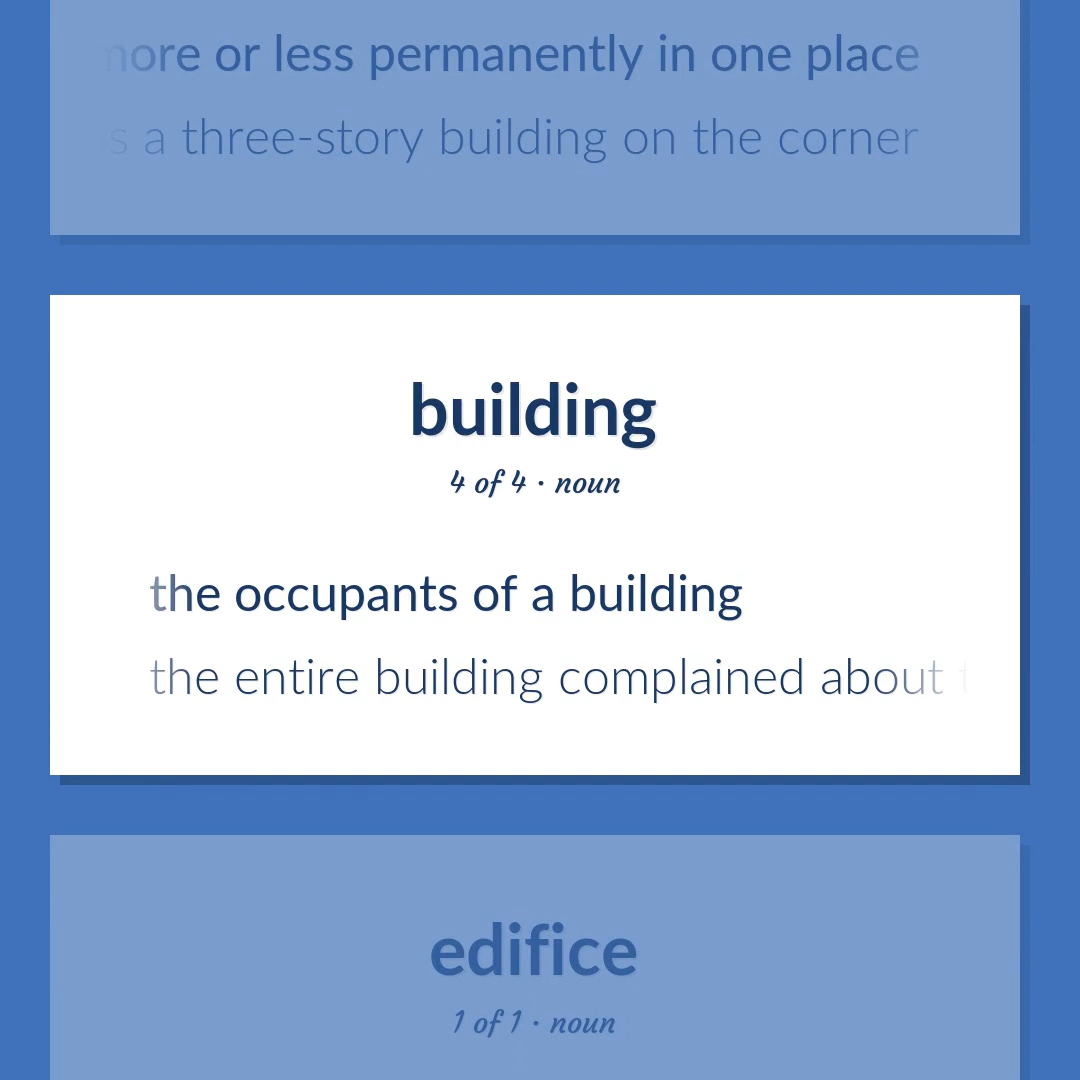 more or less permanently in one place
s a three-story building on the corner
building
4 of 4 · noun
the occupants of a building
the entire building complained about
edifice
1 of 1 · noun